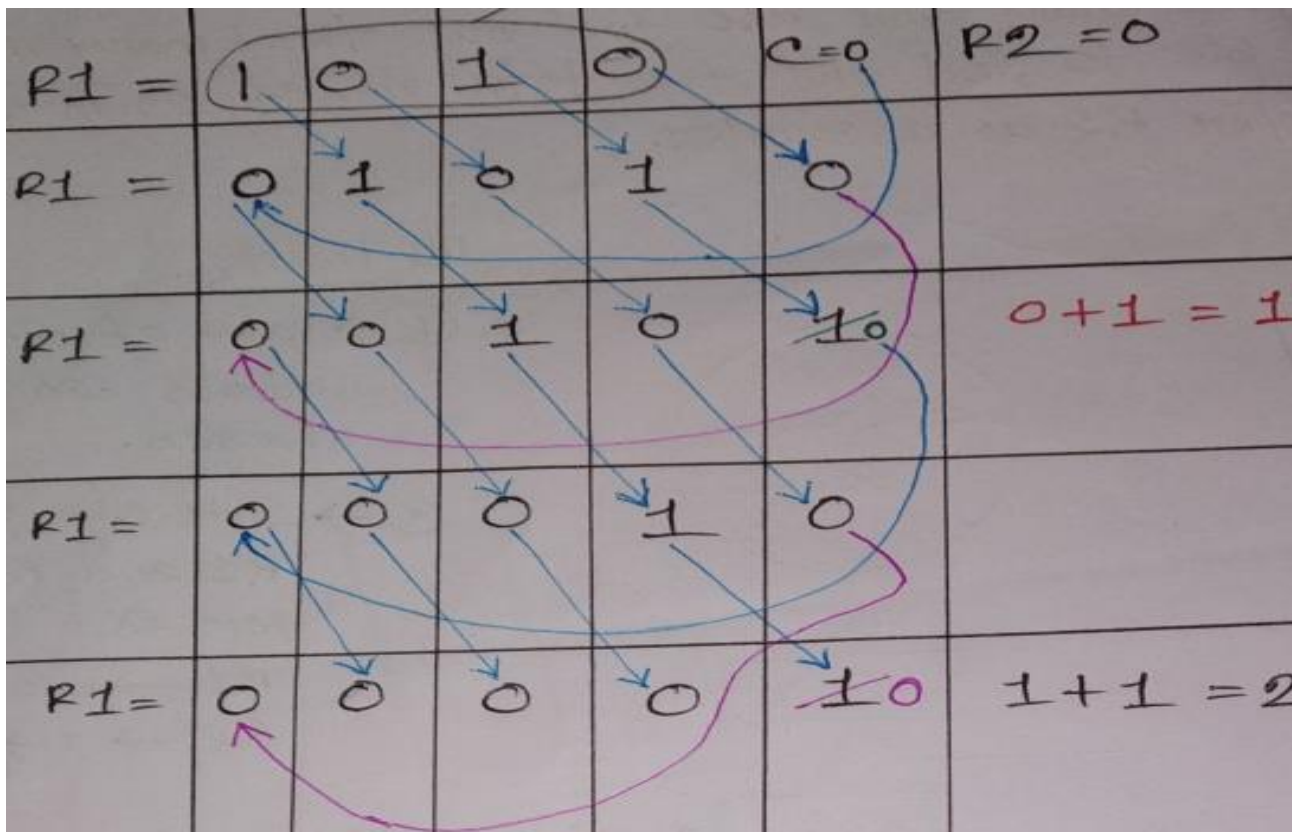 R1 = 1 0 1 0 C=0 R2=0
R1 = 0 1 0 1 0
R1 = 0 0 1 0 1 0 0+1=1
R1= 0 0 0 1 0
R1= 0 0 0 0 1 0 1+1=2